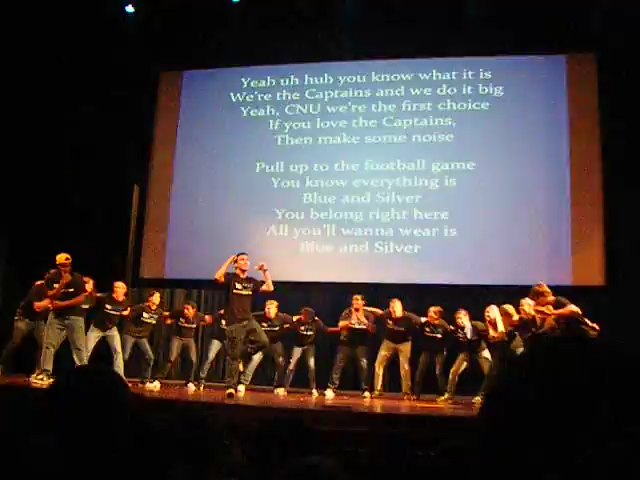 Yeah uh huh you know what it is
We're the Captains and we do it big
Yeah, CNU we're the first choice
If you love the Captains,
Then make some noise
Pull up to the football game
You know everything is
Blue and Silver
You belong right here
All you'll wanna wear is
Blue and Silver